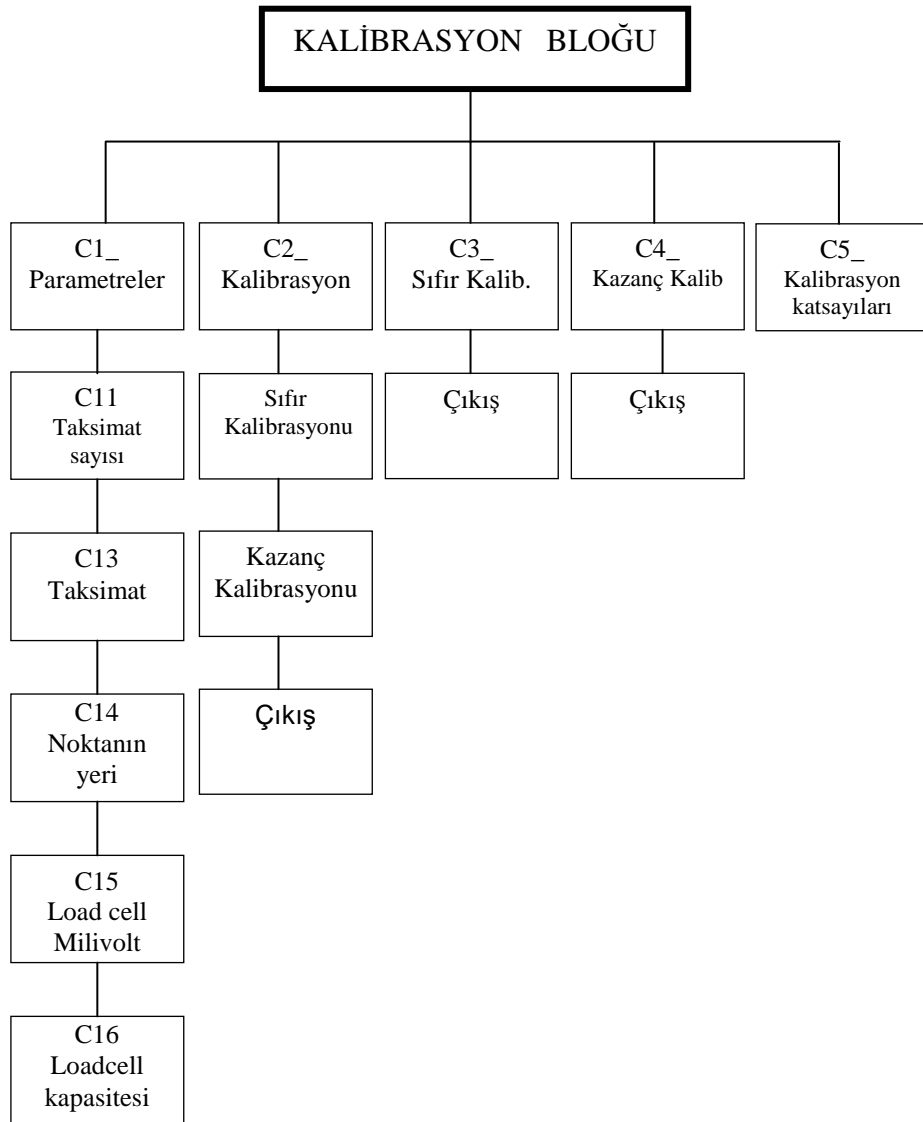 KALİBRASYON BLOĞU
C1_
Parametreler
C2_
Kalibrasyon
C3_
Sıfır Kalib.
C4_
Kazanç Kalib
C5_
Kalibrasyon
katsayıları
C11
Taksimat
sayısı
Sıfır
Kalibrasyonu
Çıkış
Çıkış
C13
Taksimat
Kazanç
Kalibrasyonu
C14
Noktanın
yeri
Çıkış
C15
Load cell
Milivolt
C16
Loadcell
kapasitesi